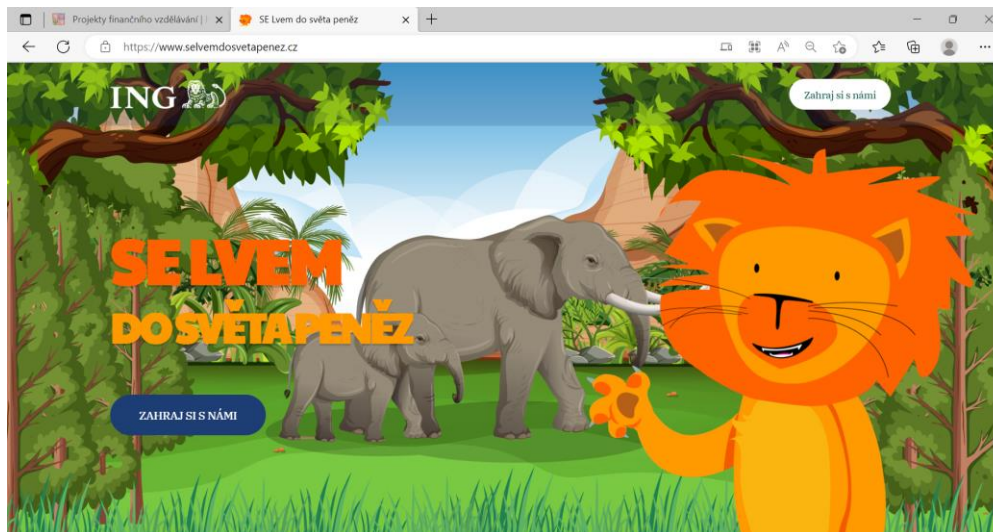 Projekty finančního vzdělávání |
SE Lvem do světa peněz
https://www.selvemdosvetapenez.cz
ING
Zahraj si s námi
SE LVEM
DO SVĚTA PENĚZ
ZAHRAJ SI S NÁMI